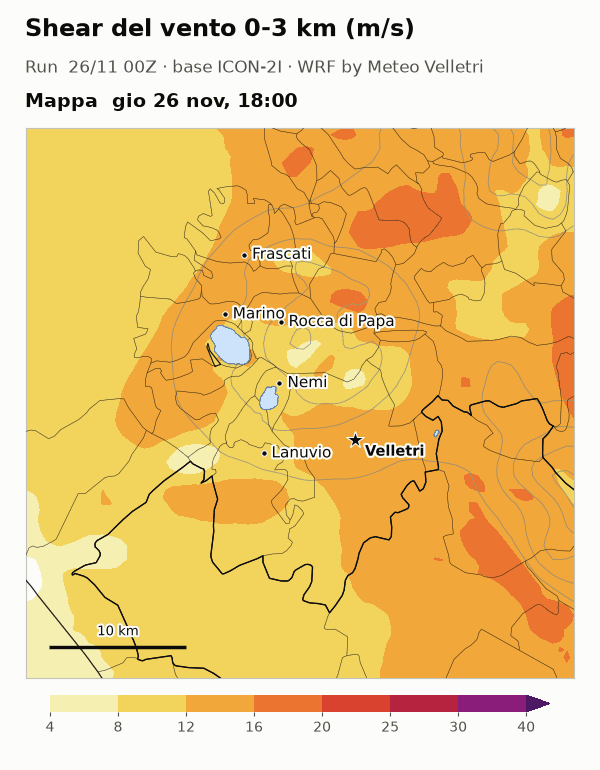 Shear del vento 0-3 km (m/s)
Run  26/11 00Z · base ICON-2I · WRF by Meteo Velletri
Mappa  gio 26 nov, 18:00
Frascati
Marino
Rocca di Papa
Nemi
Velletri
Lanuvio
10 km
4 8 12 16 20 25 30 40